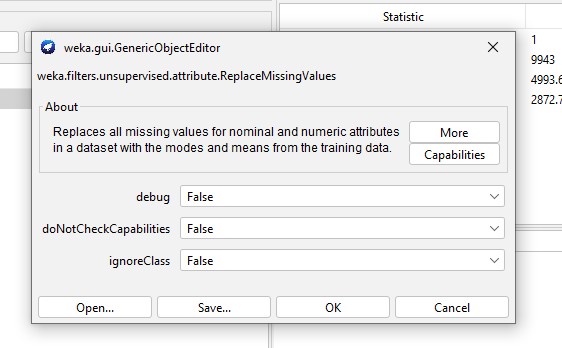 Statistic
weka.gui.GenericObjectEditor
1
weka.filters.unsupervised.attribute.ReplaceMissingValues
9943
4993.6
About
2872.7
Replaces all missing values for nominal and numeric attributes
in a dataset with the modes and means from the training data.
More
Capabilities
debug False
doNotCheckCapabilities False
ignoreClass False
Open... Save... OK Cancel